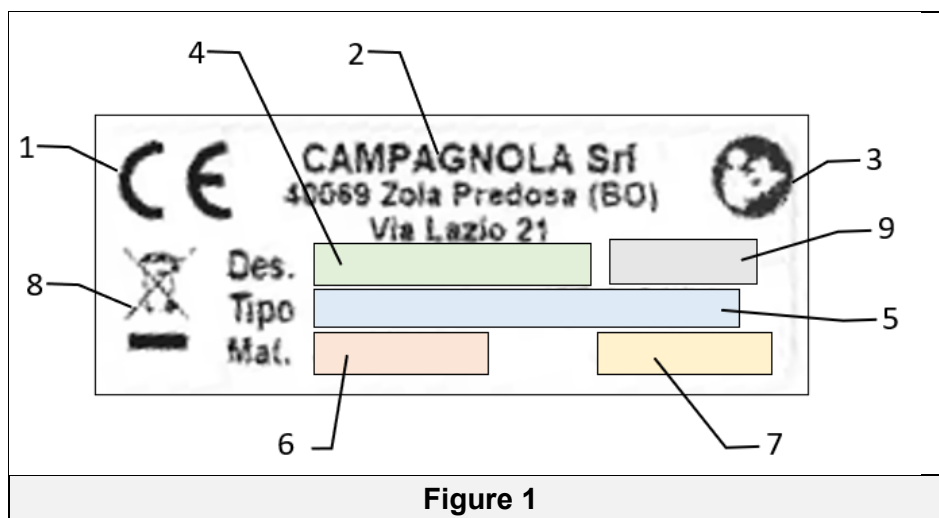 4
2
1
CE
CAMPAGNOLA Srl
40069 Zola Predosa (BO)
Via Lazio 21
3
9
8
Des.
Tipo
Mat.
5
6
7
Figure 1